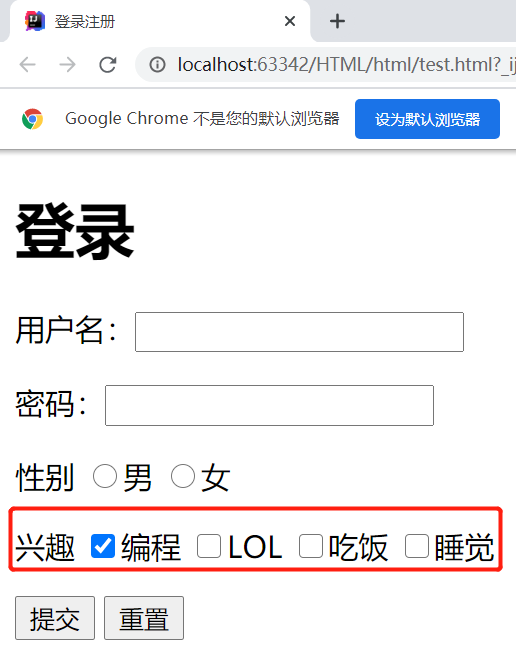 登录注册
localhost:63342/HTML/html/test.html?_ij
Google Chrome 不是您的默认浏览器 设为默认浏览器
登录
用户名：
密码：
性别 男 女
兴趣 编程 LOL 吃饭 睡觉
提交 重置